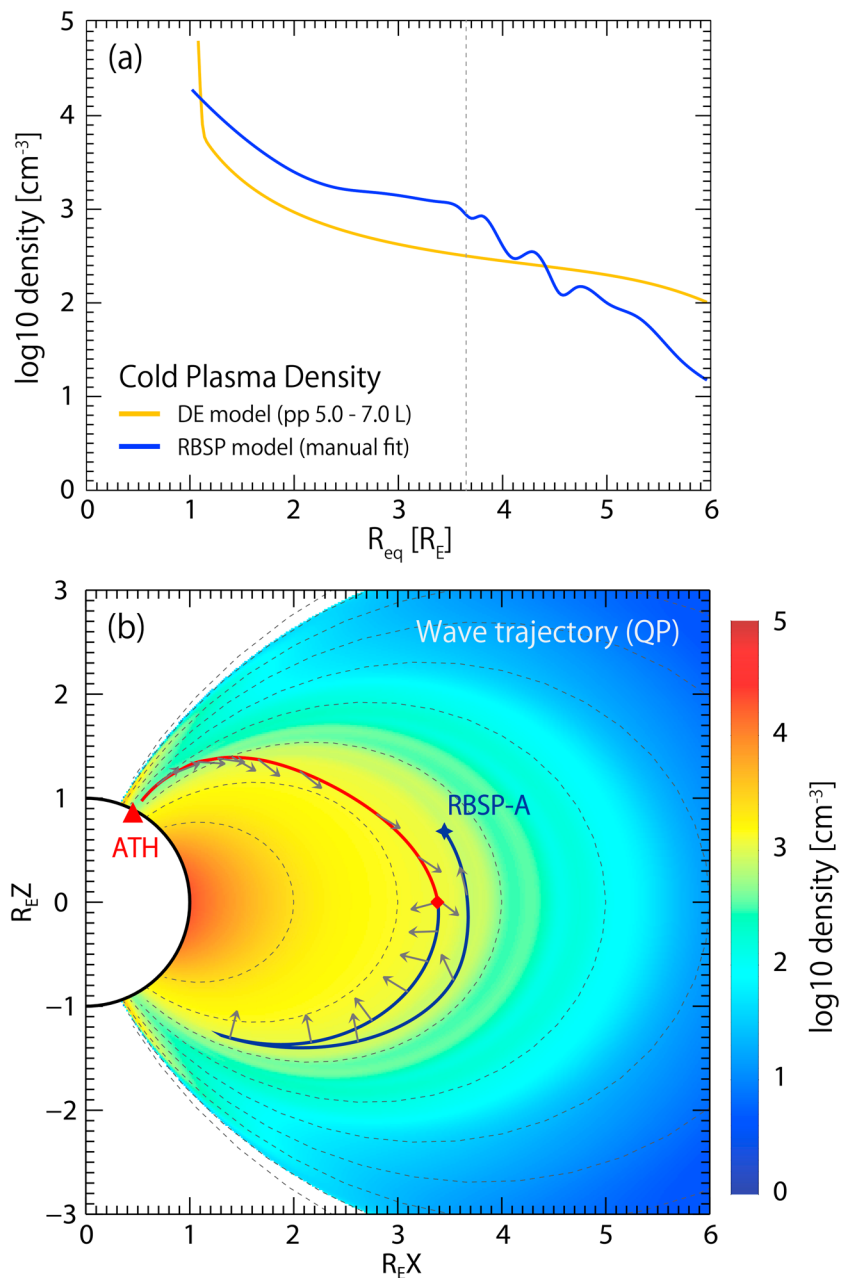 (a)
5
4
3
2
1
0
log10 density [cm-3]
Cold Plasma Density
DE model (pp 5.0 - 7.0 L)
RBSP model (manual fit)
0 1 2 3 4 5 6
Req [RE]
(b)
Wave trajectory (QP)
3
2
1
0
−1
−2
−3
REZ
ATH
RBSP-A
0 1 2 3 4 5 6
REX
5
4
3
2
1
0
log10 density [cm-3]